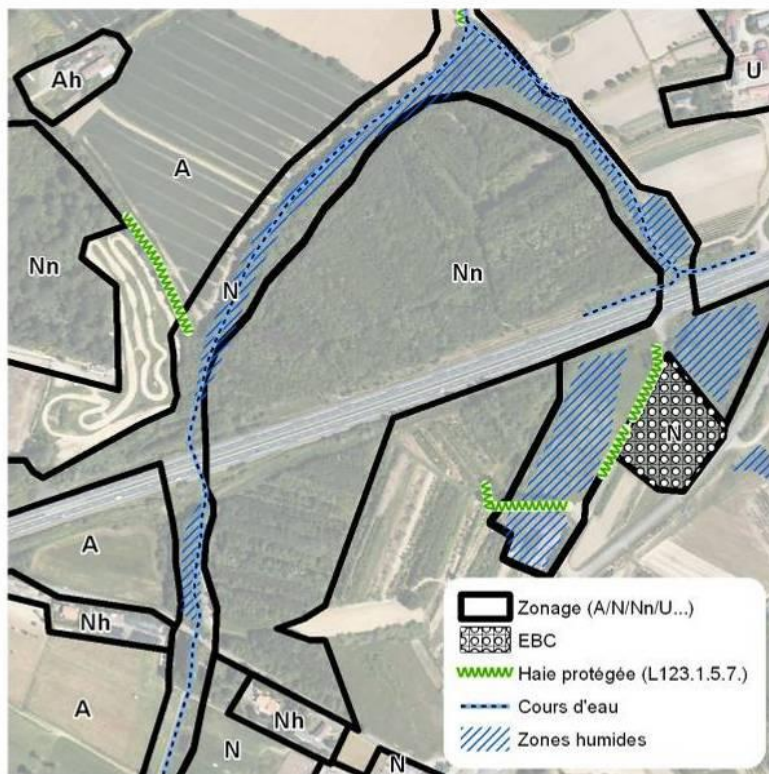 Ah
U
A
Nn
Nn
N
N
A
Nh
A
Nh
N
N
Zonage (A/N/Nn/U...)
EBC
Haie protégée (L123.1.5.7.)
Cours d'eau
Zones humides